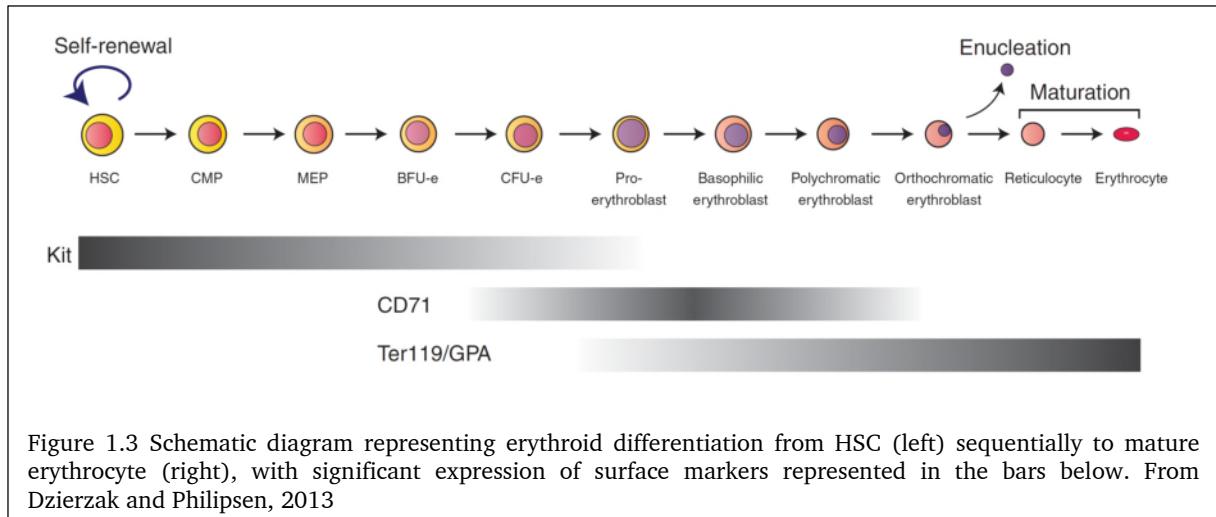 Self-renewal
Enucleation
Maturation
HSC
CMP
MEP
BFU-e
CFU-e
Pro-
erythroblast
Basophilic
erythroblast
Polychromatic
erythroblast
Orthochromatic
erythroblast
Reticulocyte
Erythrocyte
Kit
CD71
Ter119/GPA
Figure 1.3 Schematic diagram representing erythroid differentiation from HSC (left) sequentially to mature
erythrocyte (right), with significant expression of surface markers represented in the bars below. From
Dzierzak and Philipsen, 2013